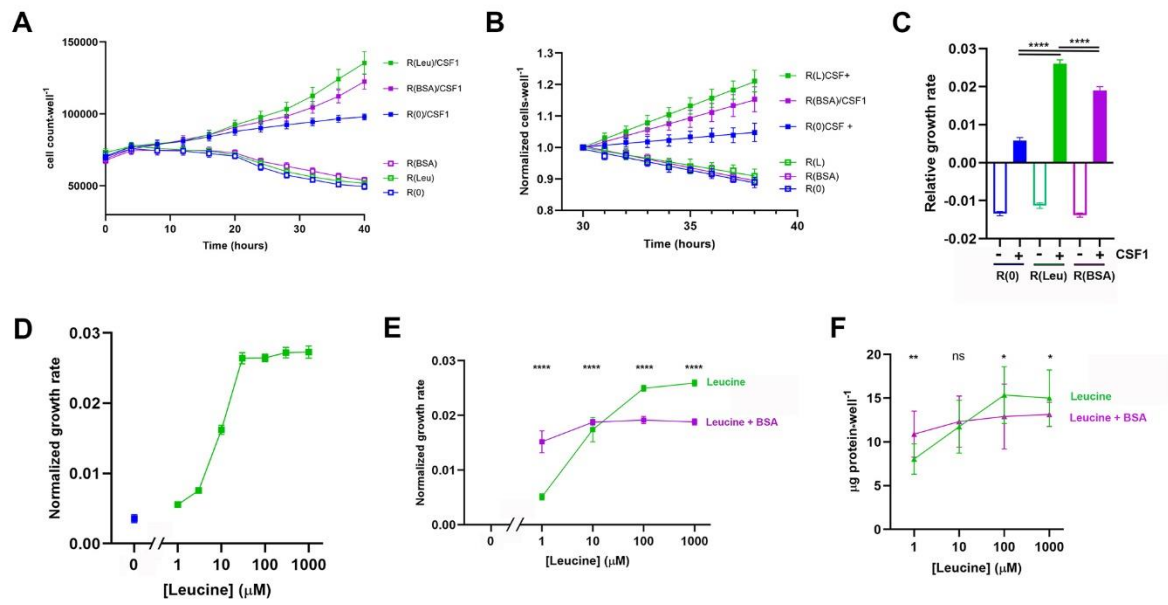 A
cell count-well-1
150000
100000
50000
0
10
20
30
40
Time (hours)
R(Leu)/CSF1
R(BSA)/CSF1
R(0)/CSF1
R(BSA)
R(Leu)
R(0)
B
Normalized cells-well-1
1.3
1.2
1.1
1.0
0.9
0.8
30
35
40
Time (hours)
R(L)CSF+
R(BSA)/CSF1
R(0)CSF +
R(L)
R(BSA)
R(0)
C
Relative growth rate
0.03
0.02
0.01
0.00
-0.01
-0.02
**** ****
- + - + - + CSF1
R(0) R(Leu) R(BSA)
D
Normalized growth rate
0.03
0.02
0.01
0.00
0 1 10 100 1000
[Leucine] (μM)
E
Normalized growth rate
0.03
0.02
0.01
0.00
**** **** **** ****
Leucine
Leucine + BSA
0 1 10 100 1000
[Leucine] (μM)
F
μg protein-well-1
20
15
10
5
0
** ns * *
Leucine
Leucine + BSA
1 10 100 1000
[Leucine] (μM)